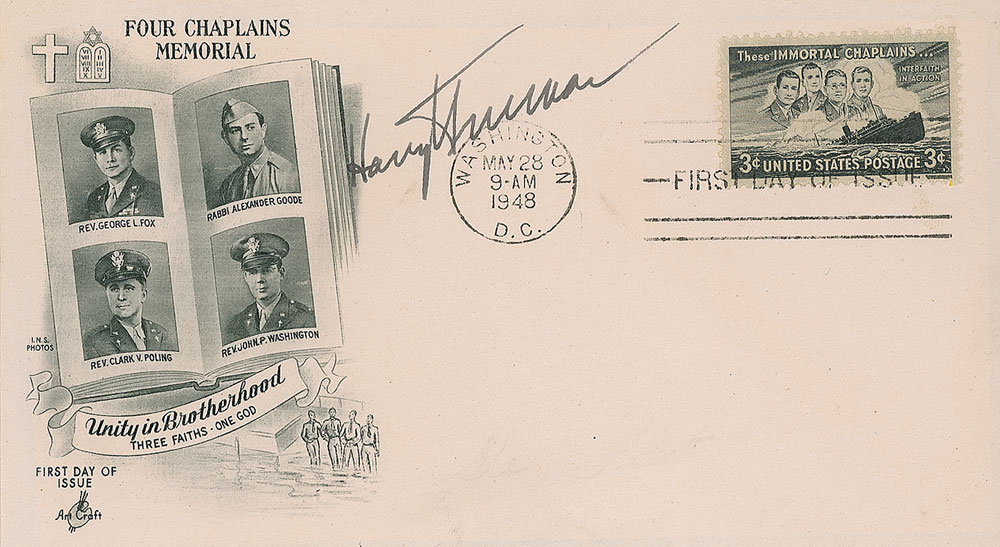 FOUR CHAPLAINS
MEMORIAL
REV. GEORGE L. FOX
RABBI ALEXANDER GOODE
REV. CLARK V. POLING
REV. JOHN P. WASHINGTON
I.N.S.
PHOTOS
Unity in Brotherhood
THREE FAITHS - ONE GOD
FIRST DAY OF
ISSUE
Art Craft
Harry Truman
WASHINGTON
MAY 28
9-AM
1948
D.C.
These IMMORTAL CHAPLAINS...
INTERFAITH
IN ACTION
3¢ UNITED STATES POSTAGE 3¢
FIRST DAY OF ISSUE